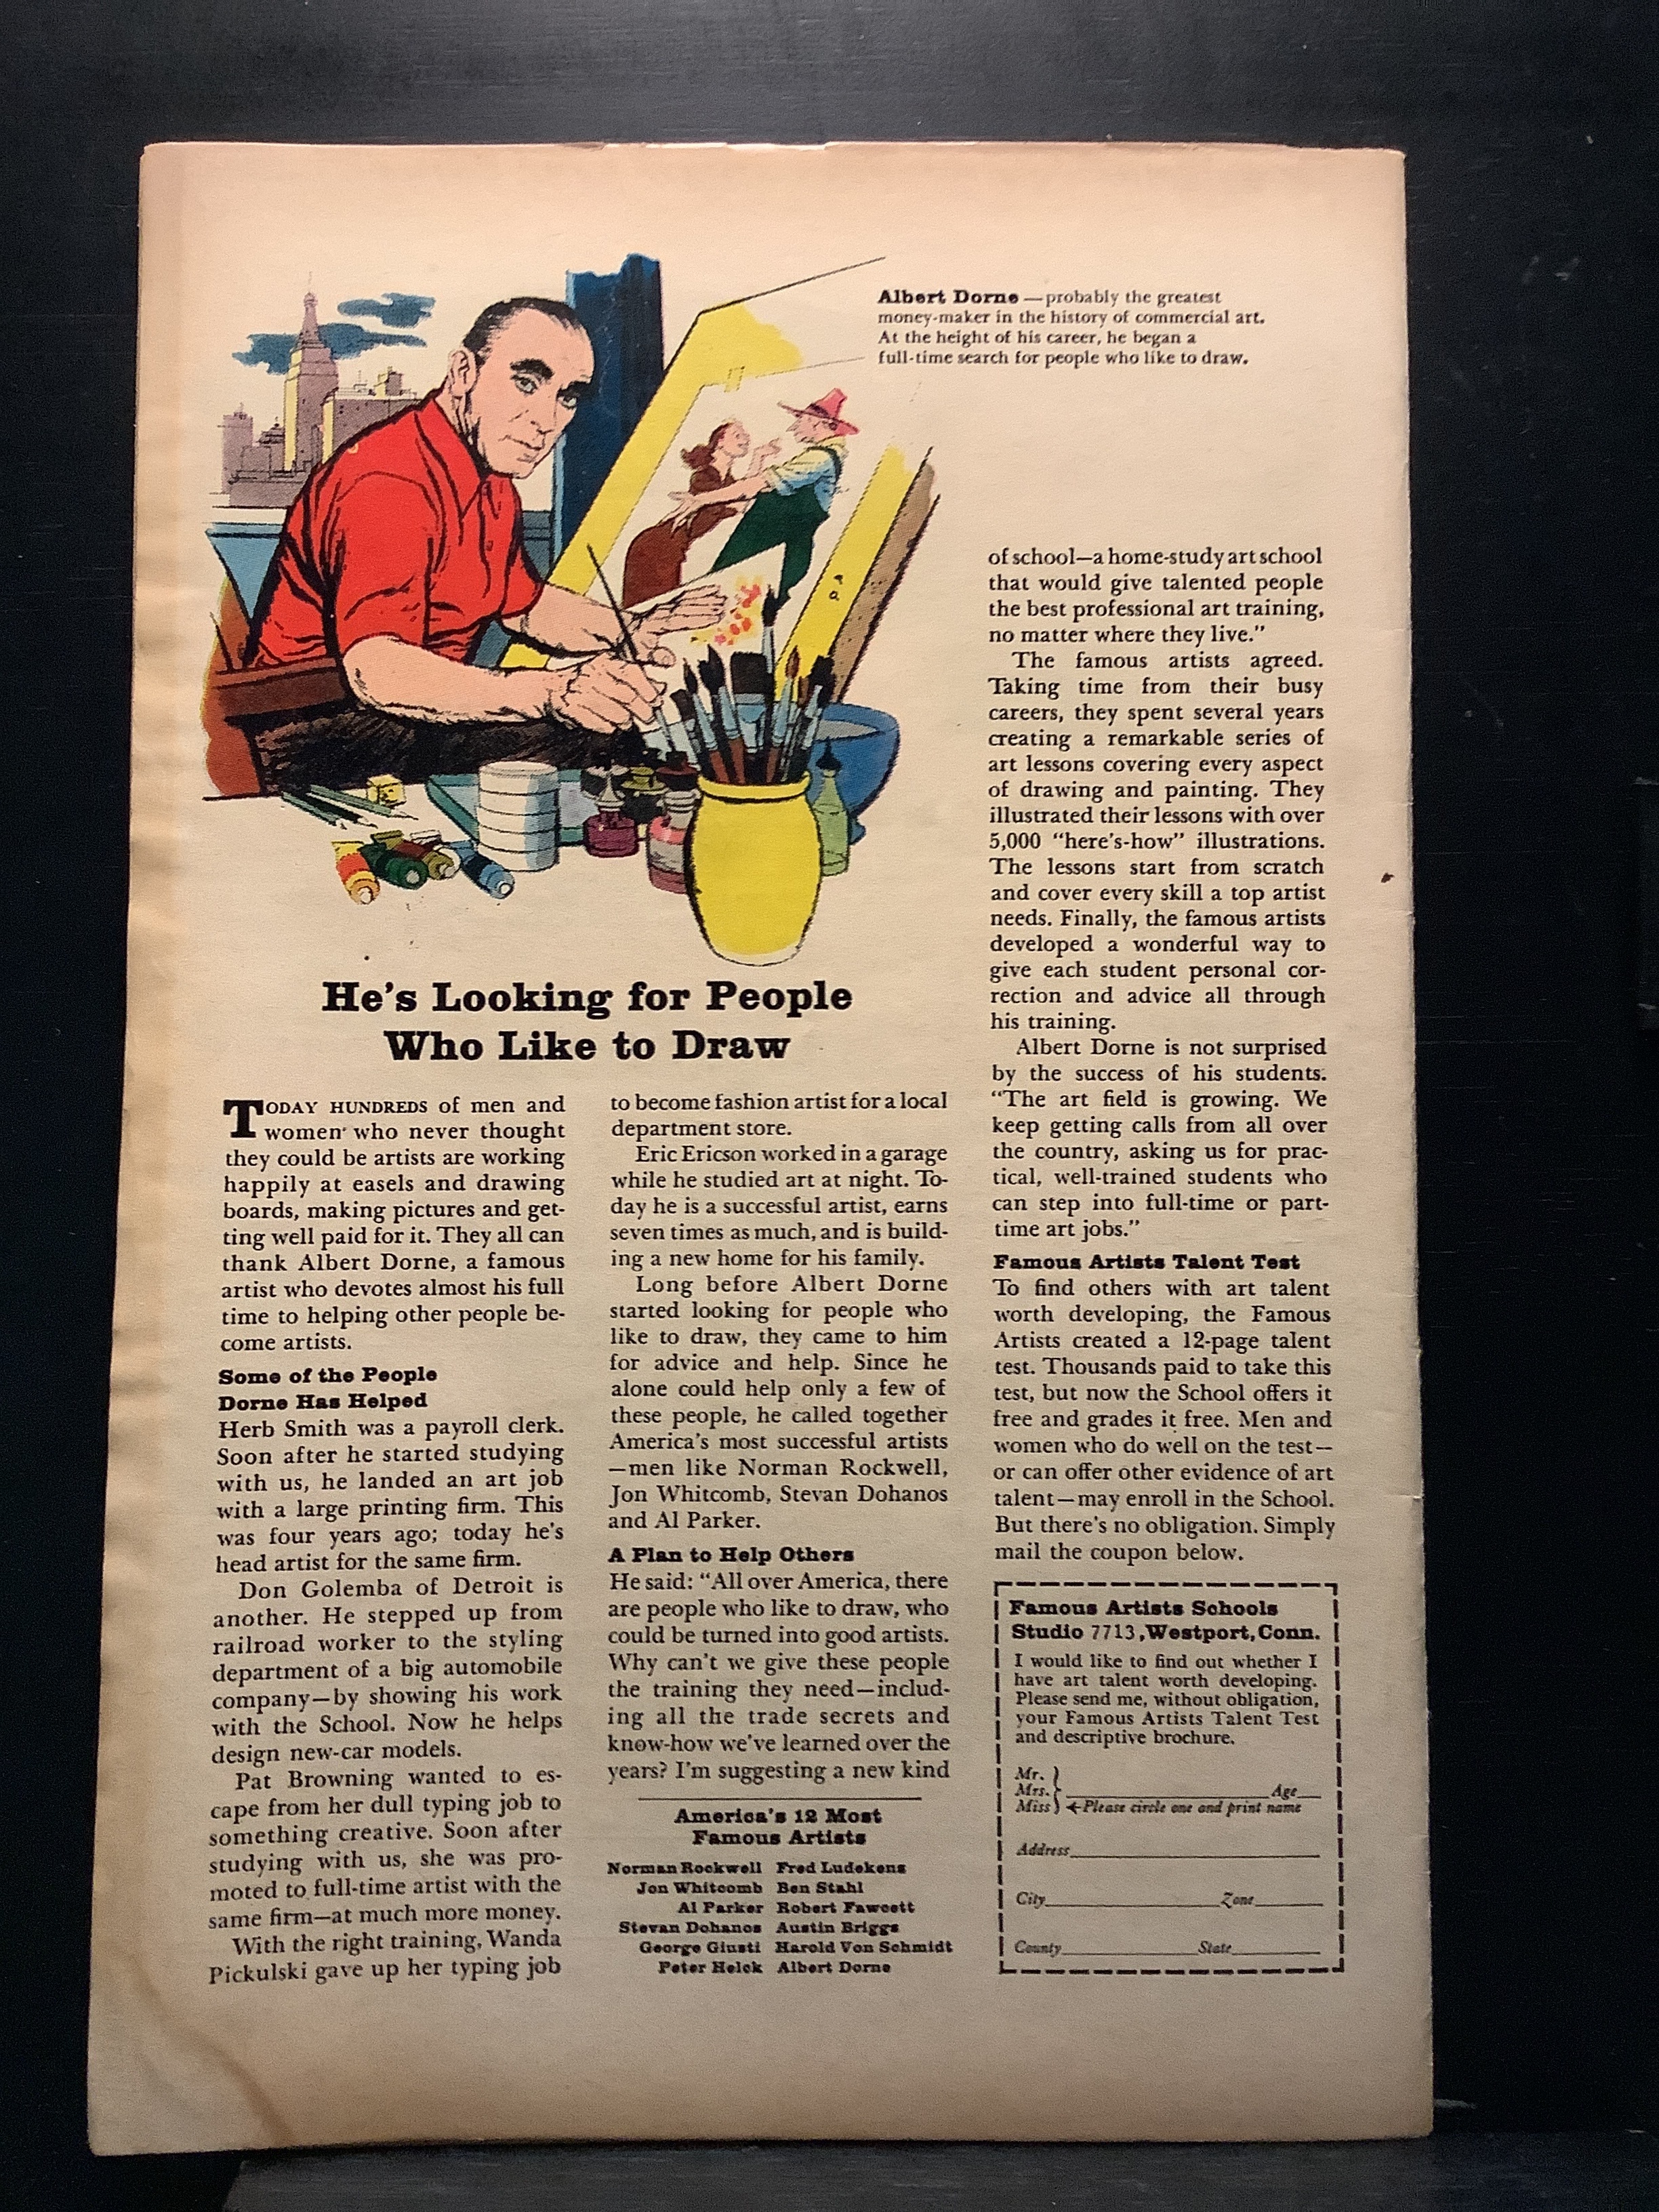 Albert Dorne — probably the greatest
money-maker in the history of commercial art.
At the height of his career, he began a
full-time search for people who like to draw.
He's Looking for People
Who Like to Draw
TODAY HUNDREDS of men and
women who never thought
they could be artists are working
happily at easels and drawing
boards, making pictures and get-
ting well paid for it. They all can
thank Albert Dorne, a famous
artist who devotes almost his full
time to helping other people be-
come artists.
Some of the People
Dorne Has Helped
Herb Smith was a payroll clerk.
Soon after he started studying
with us, he landed an art job
with a large printing firm. This
was four years ago; today he's
head artist for the same firm.
Don Golemba of Detroit is
another. He stepped up from
railroad worker to the styling
department of a big automobile
company—by showing his work
with the School. Now he helps
design new-car models.
Pat Browning wanted to es-
cape from her dull typing job to
something creative. Soon after
studying with us, she was pro-
moted to full-time artist with the
same firm—at much more money.
With the right training, Wanda
Pickulski gave up her typing job
to become fashion artist for a local
department store.
Eric Ericson worked in a garage
while he studied art at night. To-
day he is a successful artist, earns
seven times as much, and is build-
ing a new home for his family.
Long before Albert Dorne
started looking for people who
like to draw, they came to him
for advice and help. Since he
alone could help only a few of
these people, he called together
America's most successful artists
—men like Norman Rockwell,
Jon Whitcomb, Stevan Dohanos
and Al Parker.
A Plan to Help Others
He said: "All over America, there
are people who like to draw, who
could be turned into good artists.
Why can't we give these people
the training they need—includ-
ing all the trade secrets and
know-how we've learned over the
years? I'm suggesting a new kind
America's 12 Most
Famous Artists
Norman Rockwell Fred Ludekens
Jon Whitcomb Ben Stahl
Al Parker Robert Fawcett
Stevan Dohanos Austin Briggs
George Giusti Harold Von Schmidt
Peter Helck Albert Dorne
of school—a home-study art school
that would give talented people
the best professional art training,
no matter where they live."
The famous artists agreed.
Taking time from their busy
careers, they spent several years
creating a remarkable series of
art lessons covering every aspect
of drawing and painting. They
illustrated their lessons with over
5,000 "here's-how" illustrations.
The lessons start from scratch
and cover every skill a top artist
needs. Finally, the famous artists
developed a wonderful way to
give each student personal cor-
rection and advice all through
his training.
Albert Dorne is not surprised
by the success of his students.
"The art field is growing. We
keep getting calls from all over
the country, asking us for prac-
tical, well-trained students who
can step into full-time or part-
time art jobs."
Famous Artists Talent Test
To find others with art talent
worth developing, the Famous
Artists created a 12-page talent
test. Thousands paid to take this
test, but now the School offers it
free and grades it free. Men and
women who do well on the test—
or can offer other evidence of art
talent—may enroll in the School.
But there's no obligation. Simply
mail the coupon below.
Famous Artists Schools
Studio 7713, Westport, Conn.
I would like to find out whether I
have art talent worth developing.
Please send me, without obligation,
your Famous Artists Talent Test
and descriptive brochure.
Mr.
Mrs. Age
Miss ←Please circle one and print name
Address
City Zone
County State